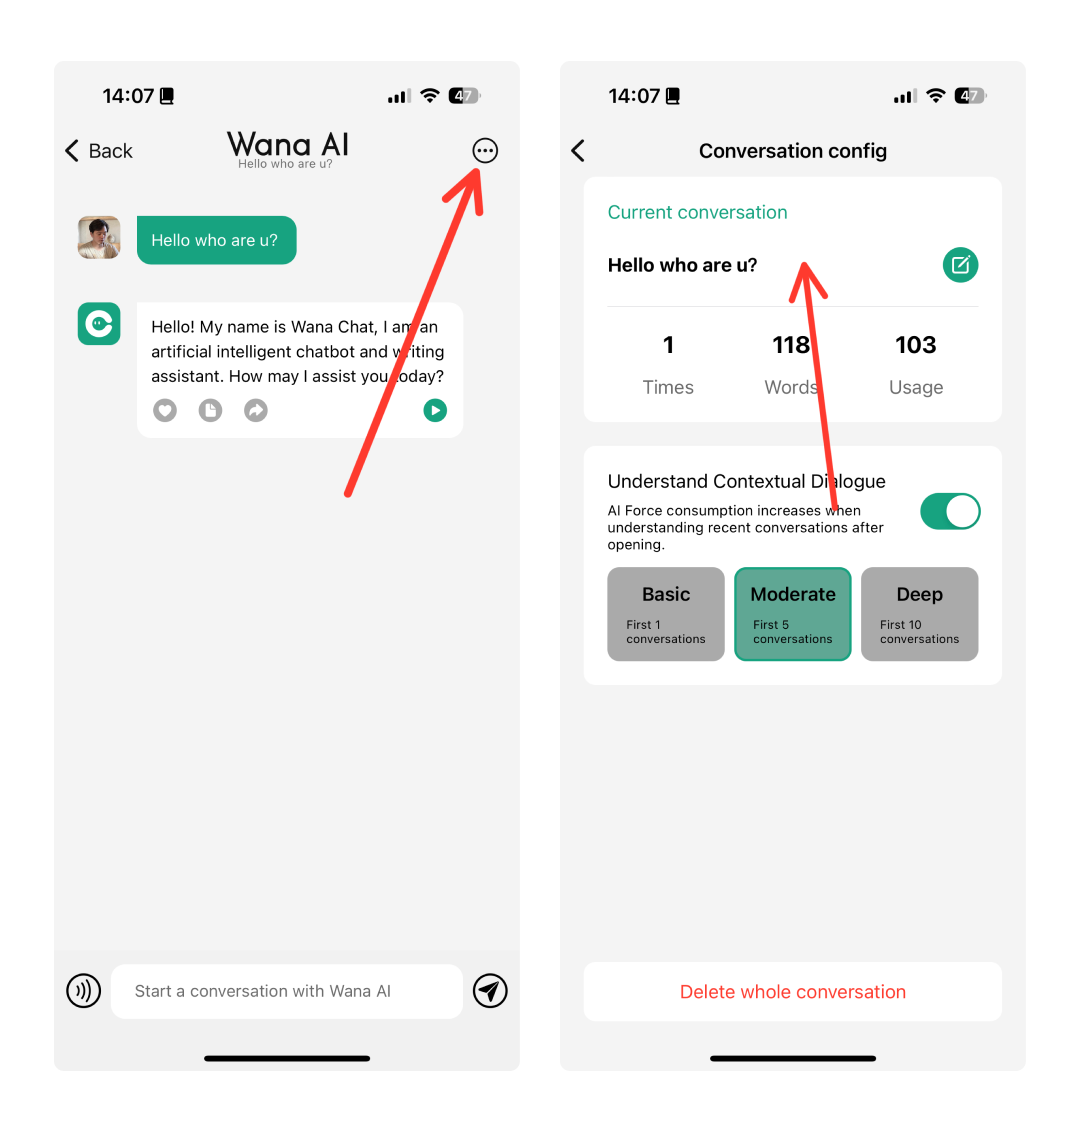 14:07
47
Back
Wana AI
Hello who are u?
Hello who are u?
Hello! My name is Wana Chat, I am an
artificial intelligent chatbot and writing
assistant. How may I assist you today?
Start a conversation with Wana AI
14:07
47
Conversation config
Current conversation
Hello who are u?
1
118
103
Times
Words
Usage
Understand Contextual Dialogue
AI Force consumption increases when
understanding recent conversations after
opening.
Basic
First 1
conversations
Moderate
First 5
conversations
Deep
First 10
conversations
Delete whole conversation